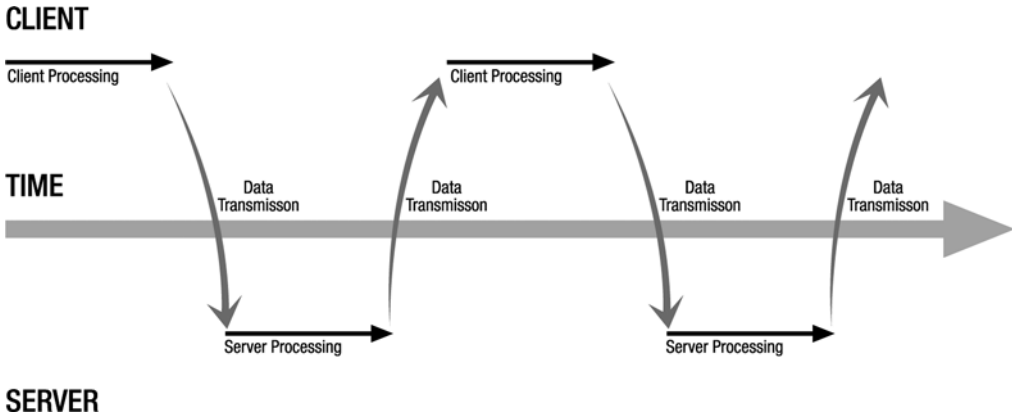 CLIENT
Client Processing
Client Processing
TIME
Data
Transmisson
Data
Transmisson
Data
Transmisson
Data
Transmisson
Server Processing
Server Processing
SERVER